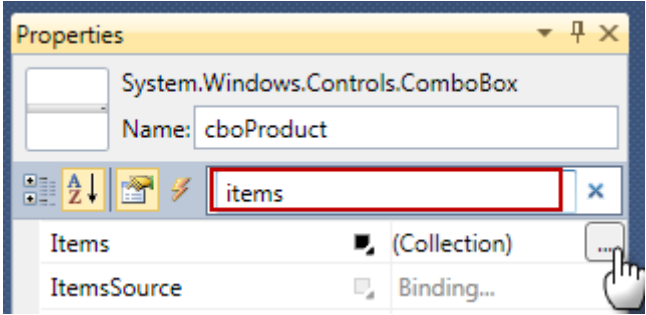 Properties
System.Windows.Controls.ComboBox
Name: cboProduct
items
Items (Collection) ...
ItemsSource Binding...